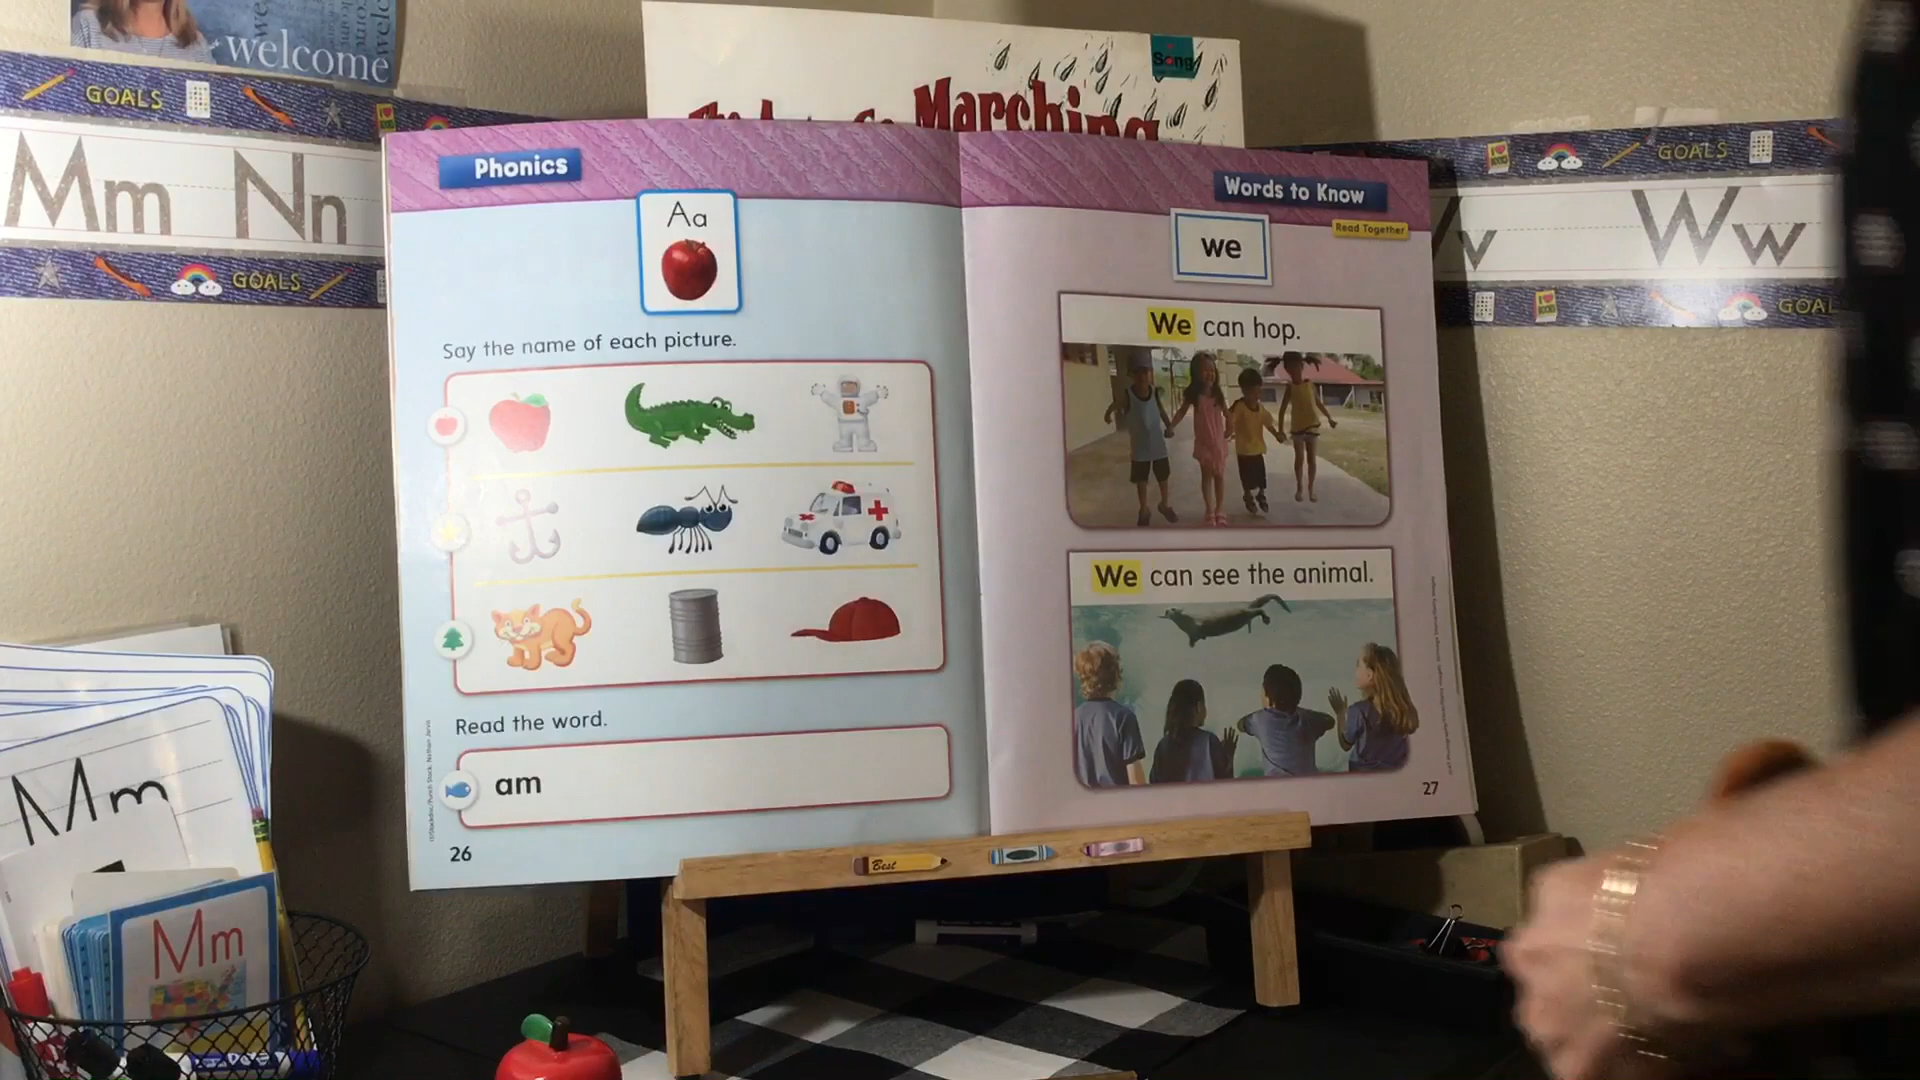 welcome
GOALS
Mm Nn
GOALS
Song
Marching
GOALS
Ww
GOAL
Phonics
Aa
Say the name of each picture.
Read the word.
am
26
Words to Know
Read Together
we
We can hop.
We can see the animal.
27
Best
Mm
Mm